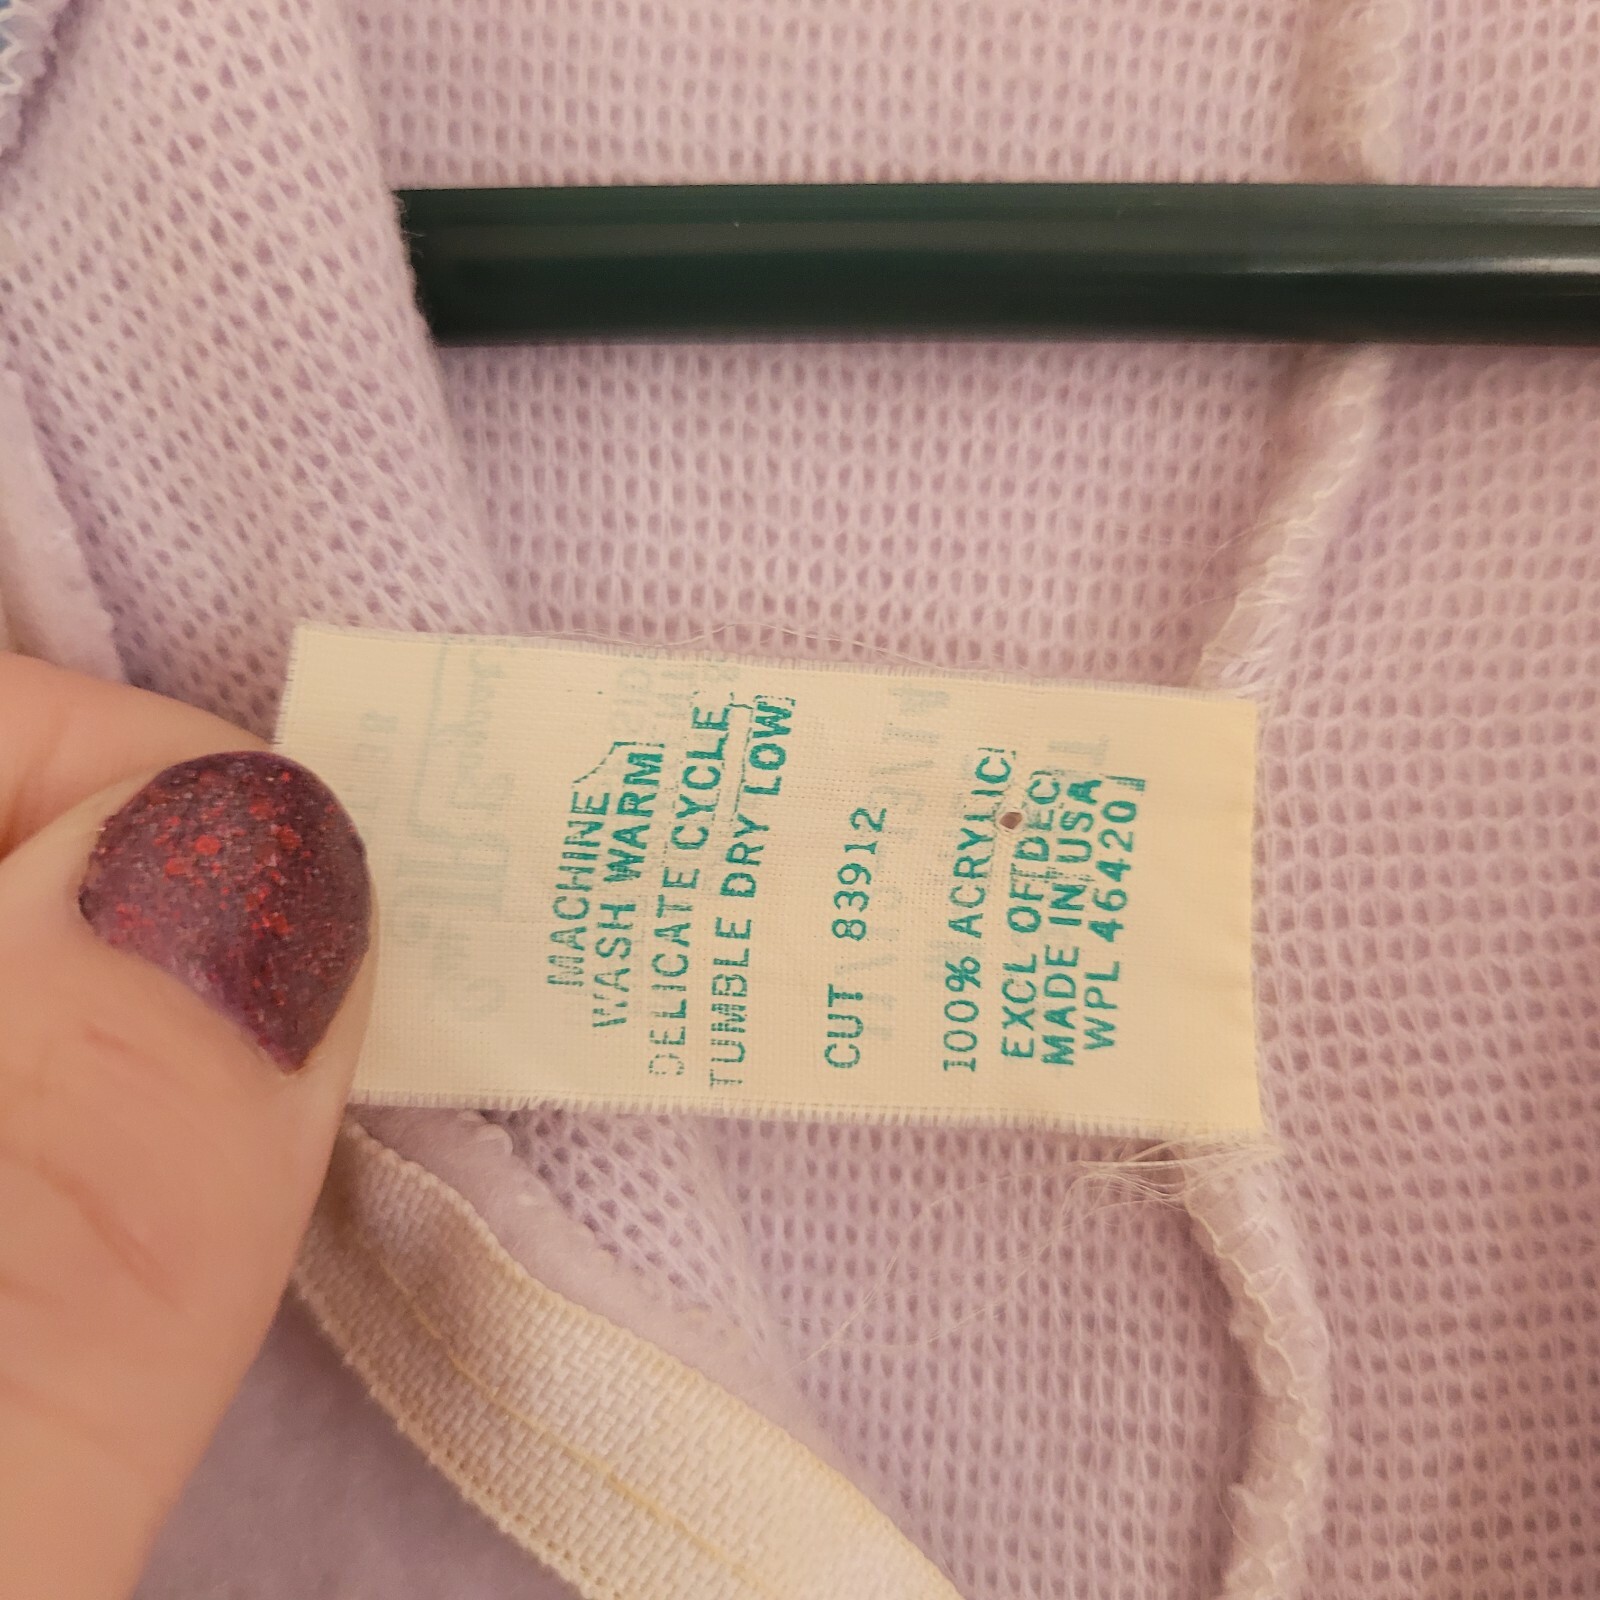 MACHINE
WASH WARM
DELICATE CYCLE
TUMBLE DRY LOW
CUT 83912
100% ACRYLIC
EXCL OF DEC
MADE IN USA
WPL 46420